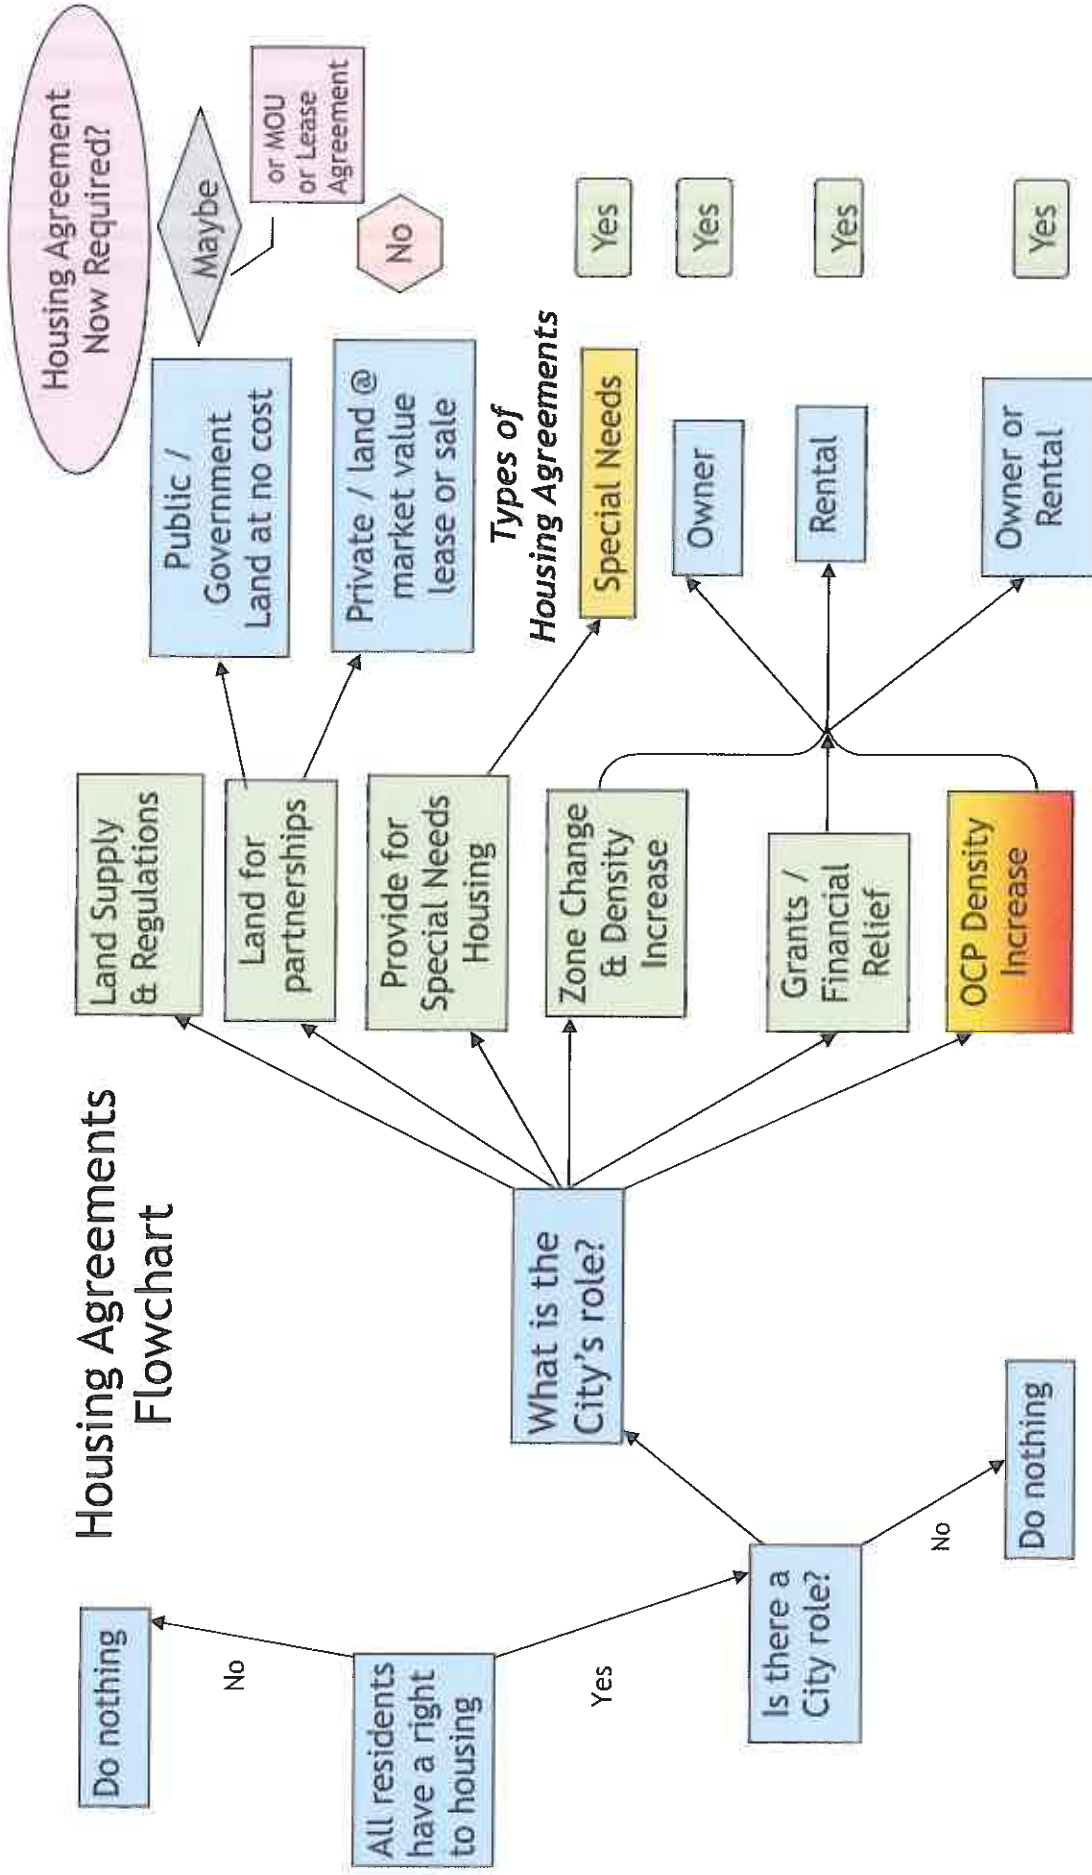 Housing Agreements
Flowchart
Do nothing
No
All residents
have a right
to housing
Yes
Is there a
City role?
No
Do nothing
What is the
City's role?
Land Supply
& Regulations
Land for
partnerships
Provide for
Special Needs
Housing
Zone Change
& Density
Increase
Grants /
Financial
Relief
OCP Density
Increase
Public /
Government
Land at no cost
Private / land @
market value
lease or sale
Types of
Housing Agreements
Special Needs
Owner
Rental
Owner or
Rental
Housing Agreement
Now Required?
Maybe
or MOU
or Lease
Agreement
No
Yes
Yes
Yes
Yes